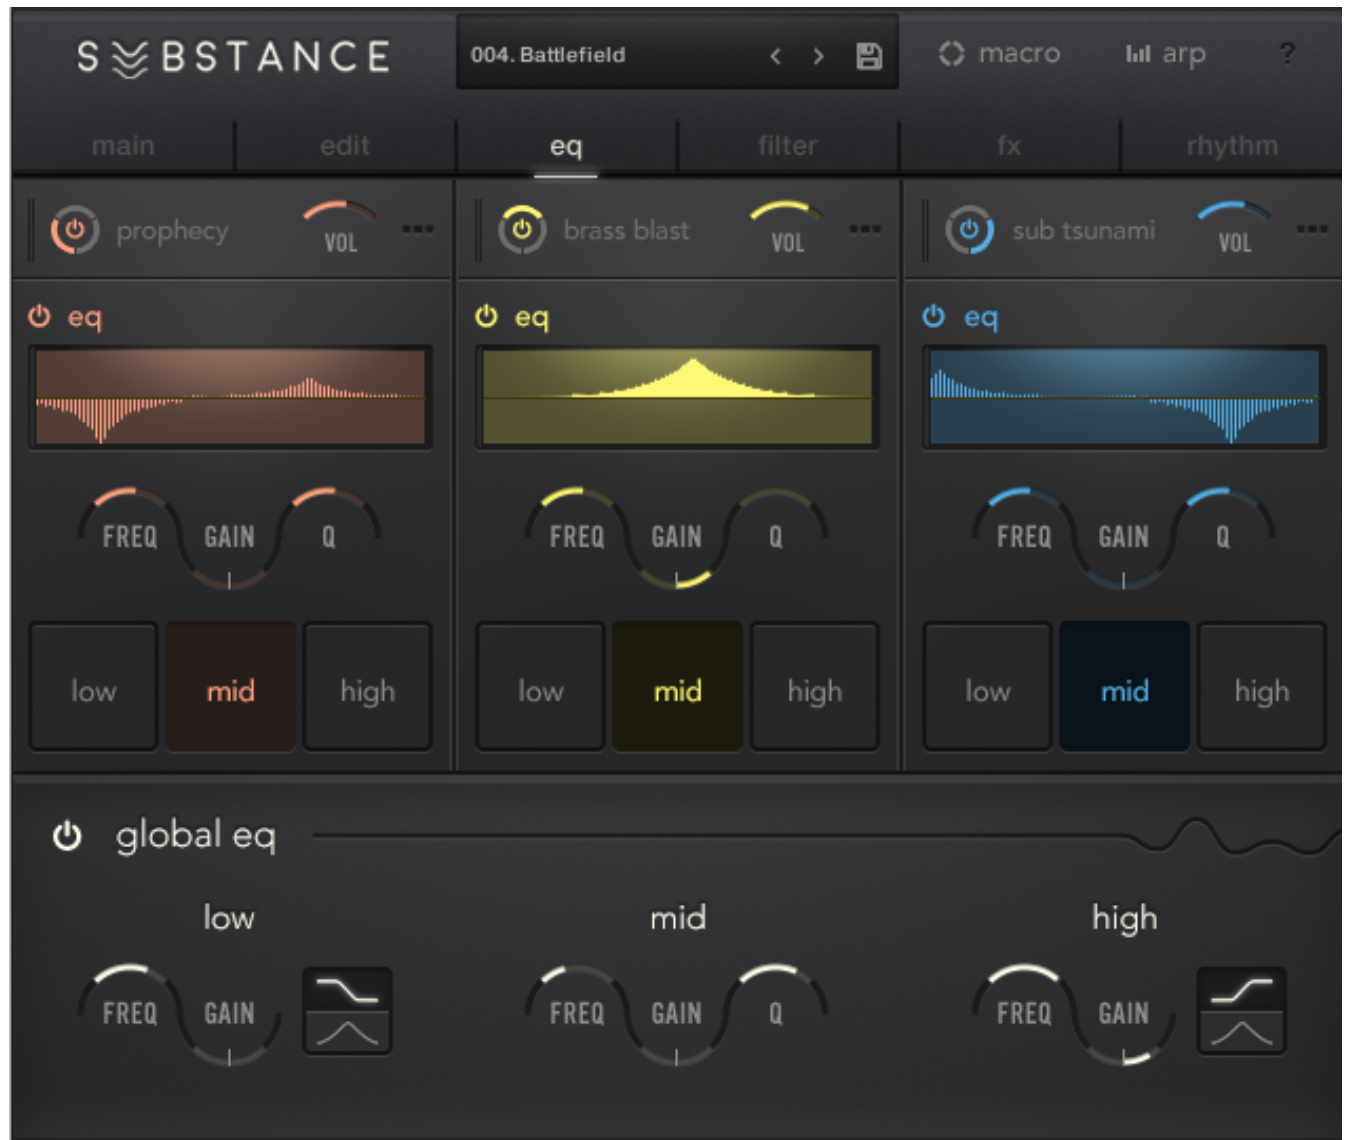 SUBSTANCE
004. Battlefield
macro
arp
?
main
edit
eq
filter
fx
rhythm
prophecy
VOL
brass blast
VOL
sub tsunami
VOL
eq
eq
eq
FREQ
GAIN
Q
FREQ
GAIN
Q
FREQ
GAIN
Q
low
mid
high
low
mid
high
low
mid
high
global eq
low
mid
high
FREQ
GAIN
FREQ
GAIN
Q
FREQ
GAIN